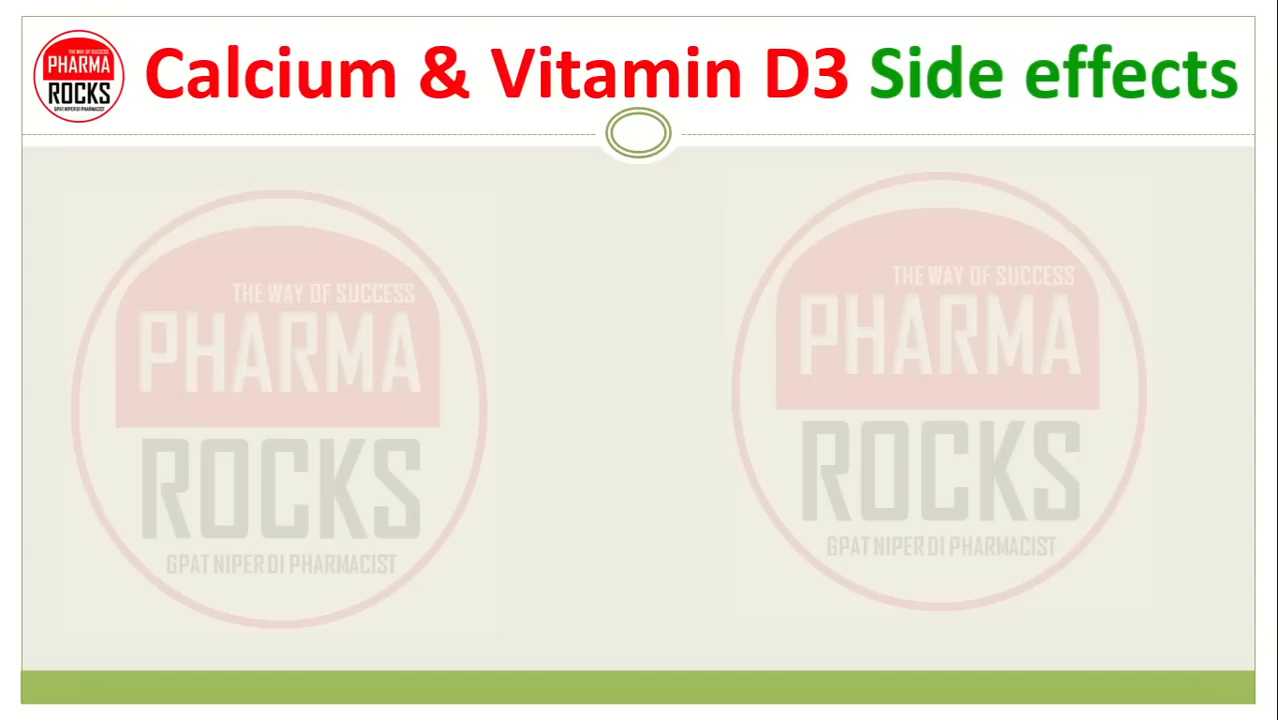 THE WAY OF SUCCESS
PHARMA
ROCKS
GPAT NIPER DI PHARMACIST
Calcium & Vitamin D3 Side effects
THE WAY OF SUCCESS
PHARMA
ROCKS
GPAT NIPER DI PHARMACIST
THE WAY OF SUCCESS
PHARMA
ROCKS
GPAT NIPER DI PHARMACIST